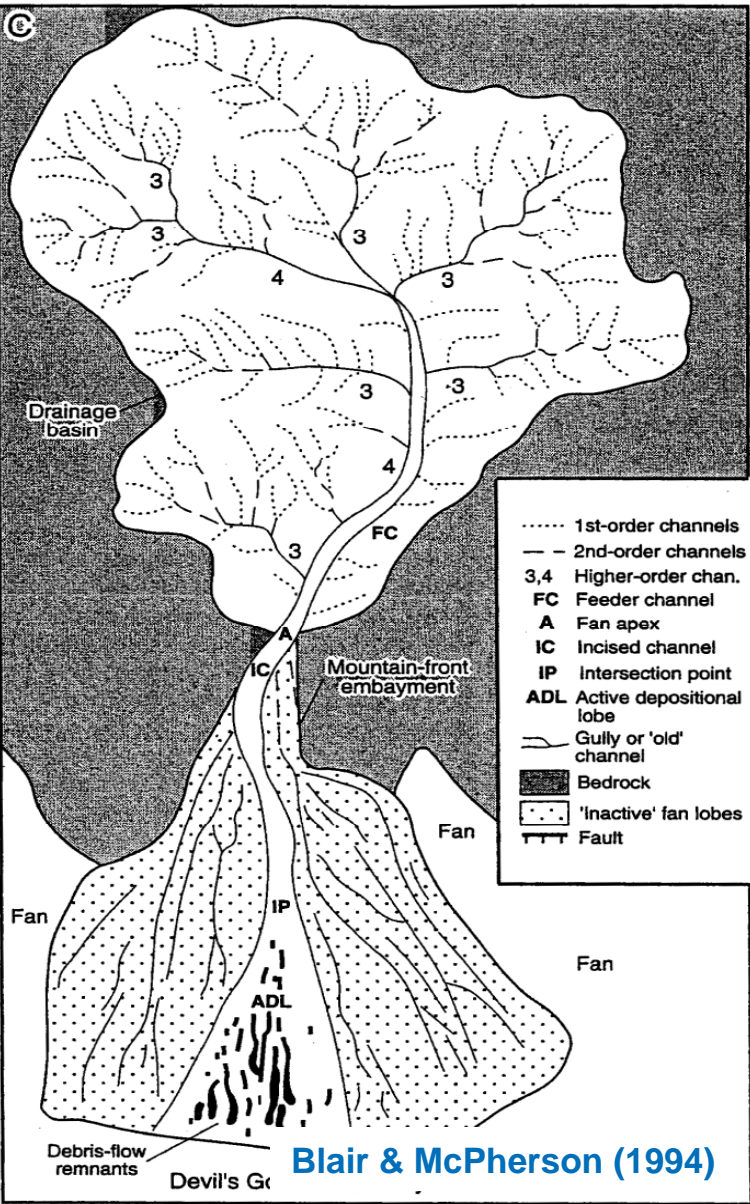 C
3
3
3
4
3
Drainage
basin
3
3
4
FC
3
1st-order channels
2nd-order channels
3,4 Higher-order chan.
FC Feeder channel
A Fan apex
IC Incised channel
IP Intersection point
ADL Active depositional
lobe
Gully or 'old'
channel
Bedrock
'Inactive' fan lobes
Fault
A
IC
Mountain-front
embayment
Fan
Fan
IP
Fan
ADL
Debris-flow
remnants
Devil's
Blair & McPherson (1994)